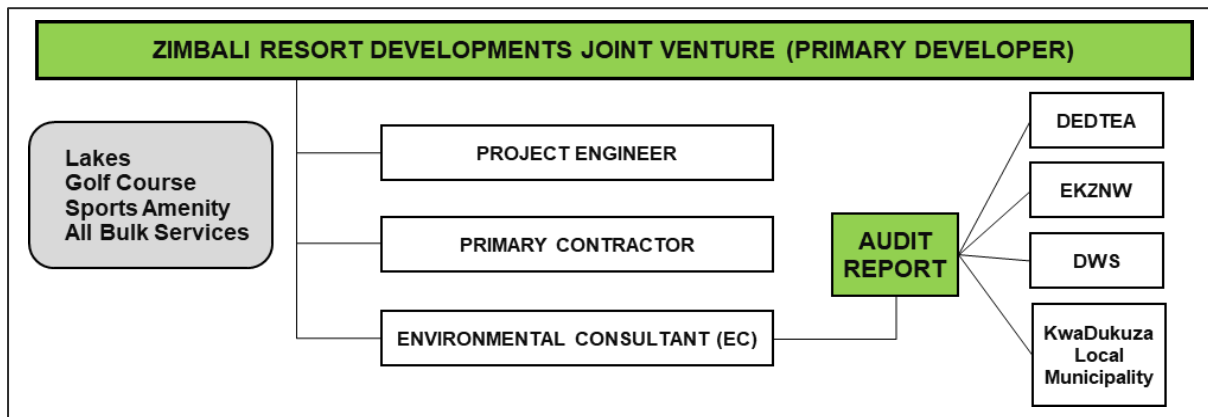 ZIMBALI RESORT DEVELOPMENTS JOINT VENTURE (PRIMARY DEVELOPER)
Lakes
Golf Course
Sports Amenity
All Bulk Services
PROJECT ENGINEER
PRIMARY CONTRACTOR
ENVIRONMENTAL CONSULTANT (EC)
AUDIT
REPORT
DEDTEA
EKZNW
DWS
KwaDukuza
Local
Municipality